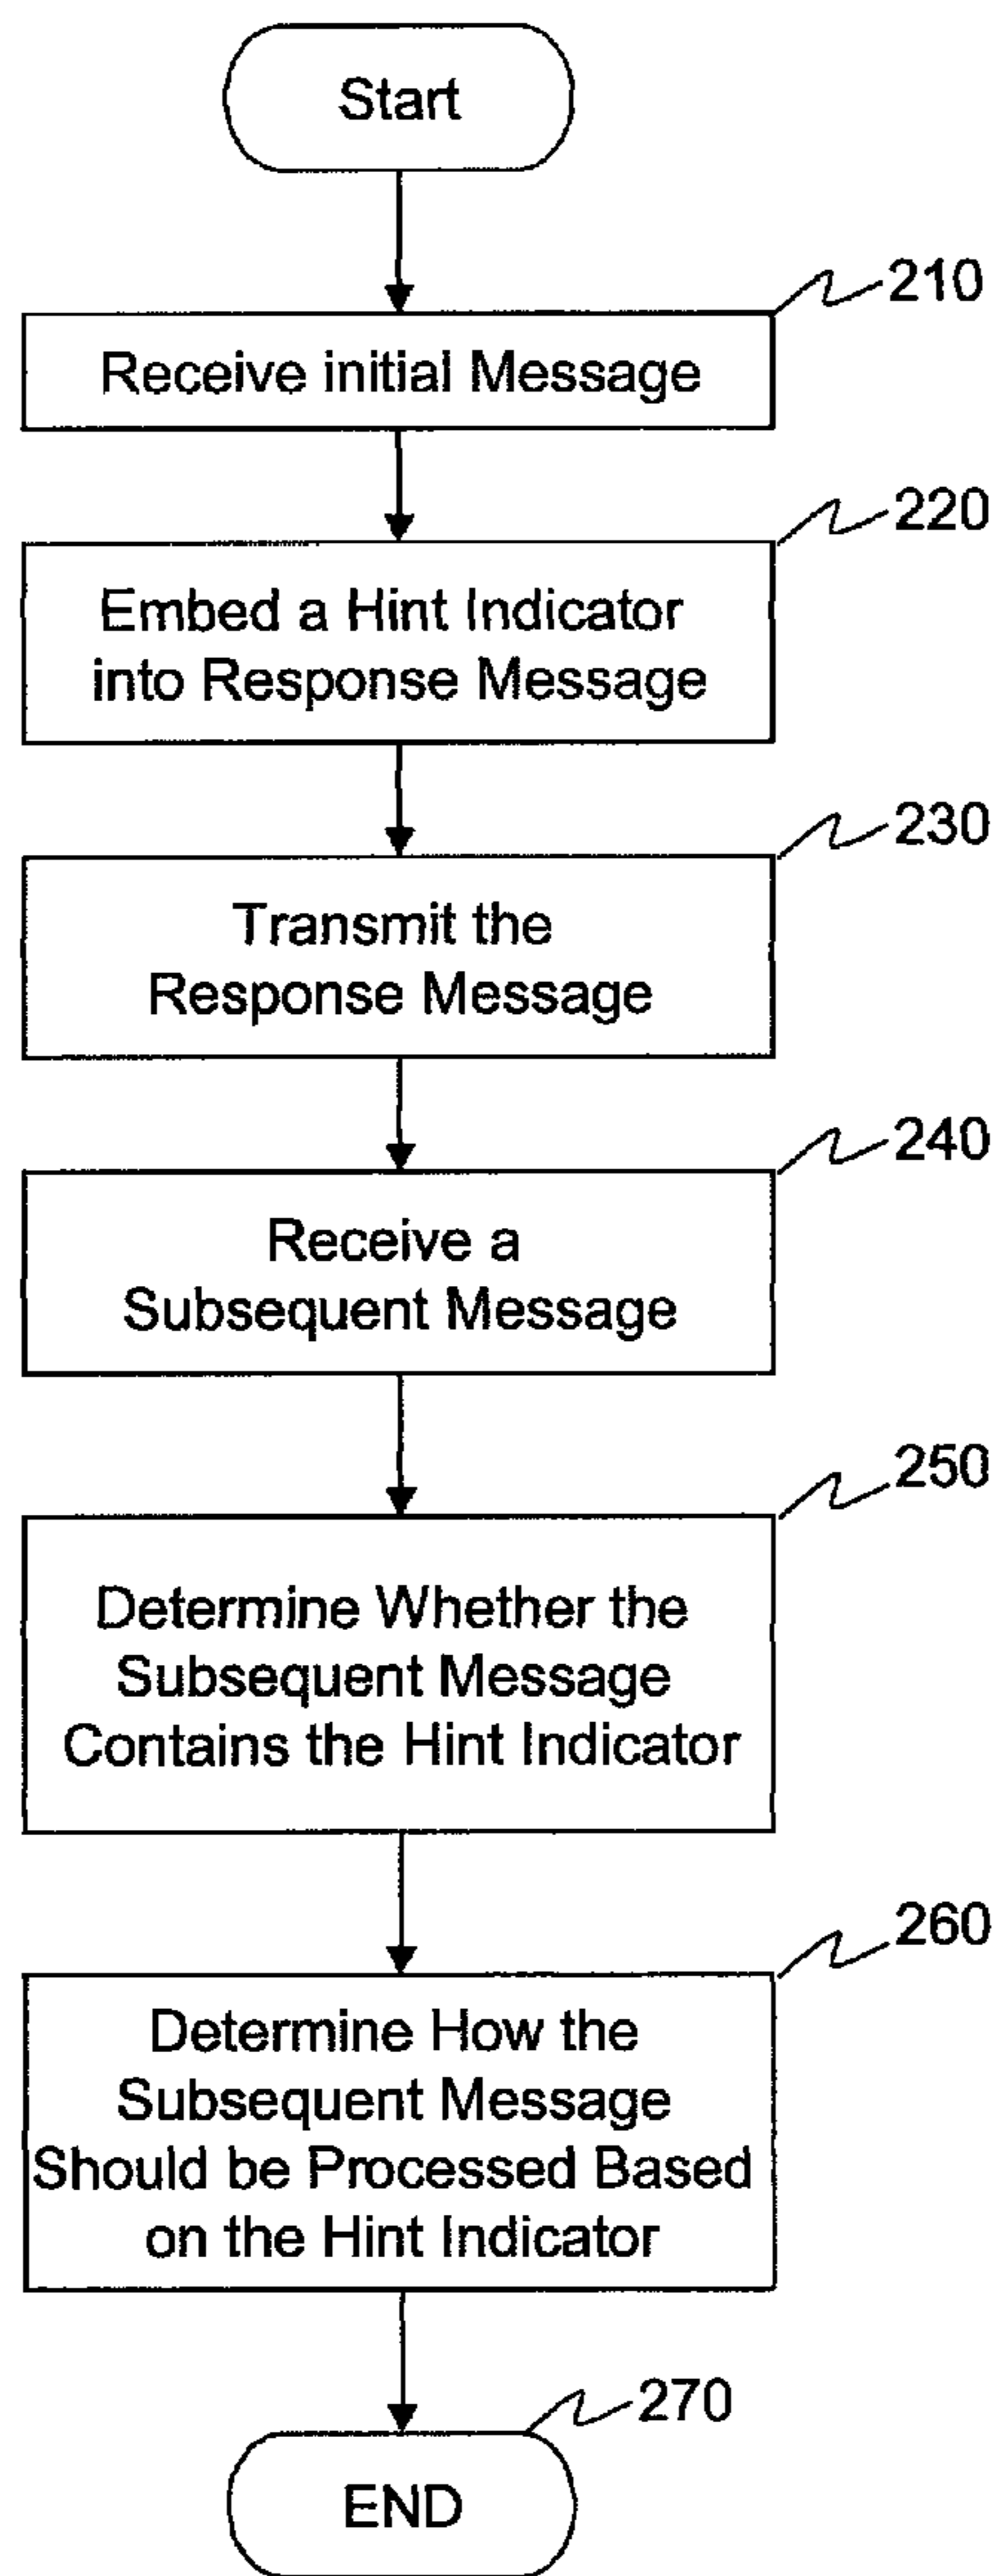 Start
210
Receive initial Message
220
Embed a Hint Indicator
into Response Message
230
Transmit the
Response Message
240
Receive a
Subsequent Message
250
Determine Whether the
Subsequent Message
Contains the Hint Indicator
260
Determine How the
Subsequent Message
Should be Processed Based
on the Hint Indicator
270
END